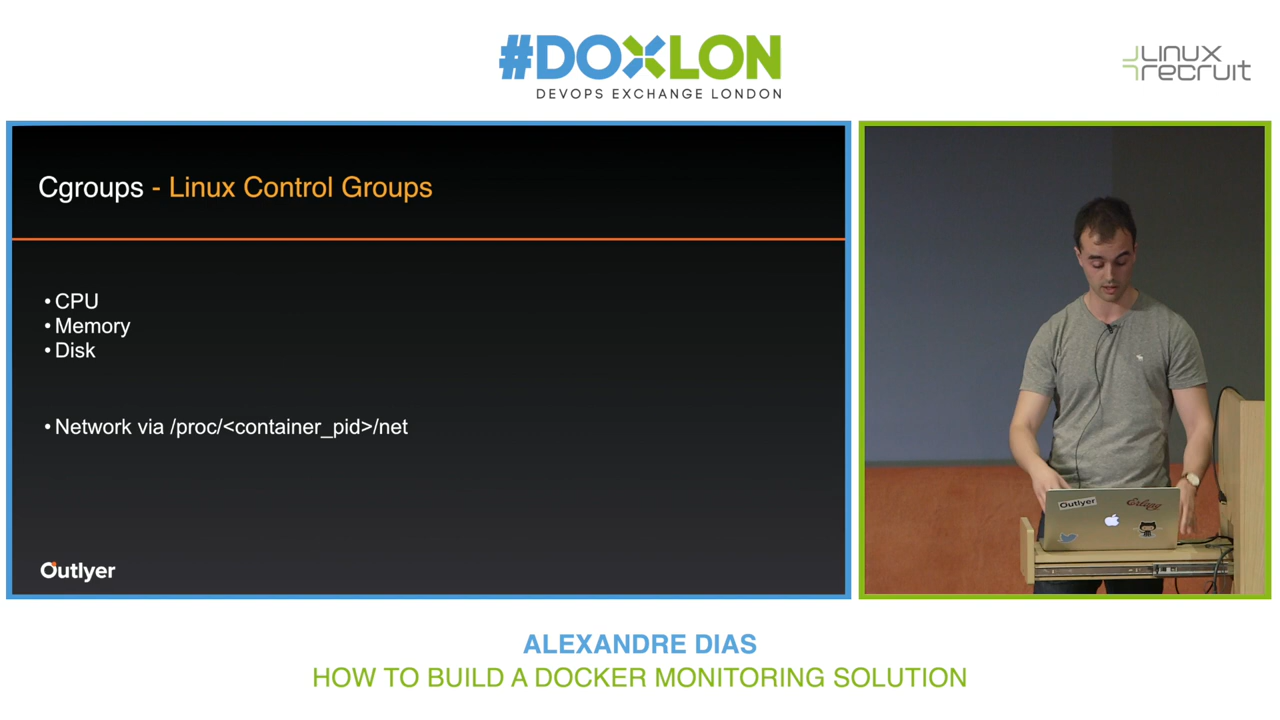 #DOXLON
DEVOPS EXCHANGE LONDON
Linux
recruit
Cgroups - Linux Control Groups
• CPU
• Memory
• Disk
• Network via /proc/<container_pid>/net
Outlyer
Outlyer
Erlang
ALEXANDRE DIAS
HOW TO BUILD A DOCKER MONITORING SOLUTION